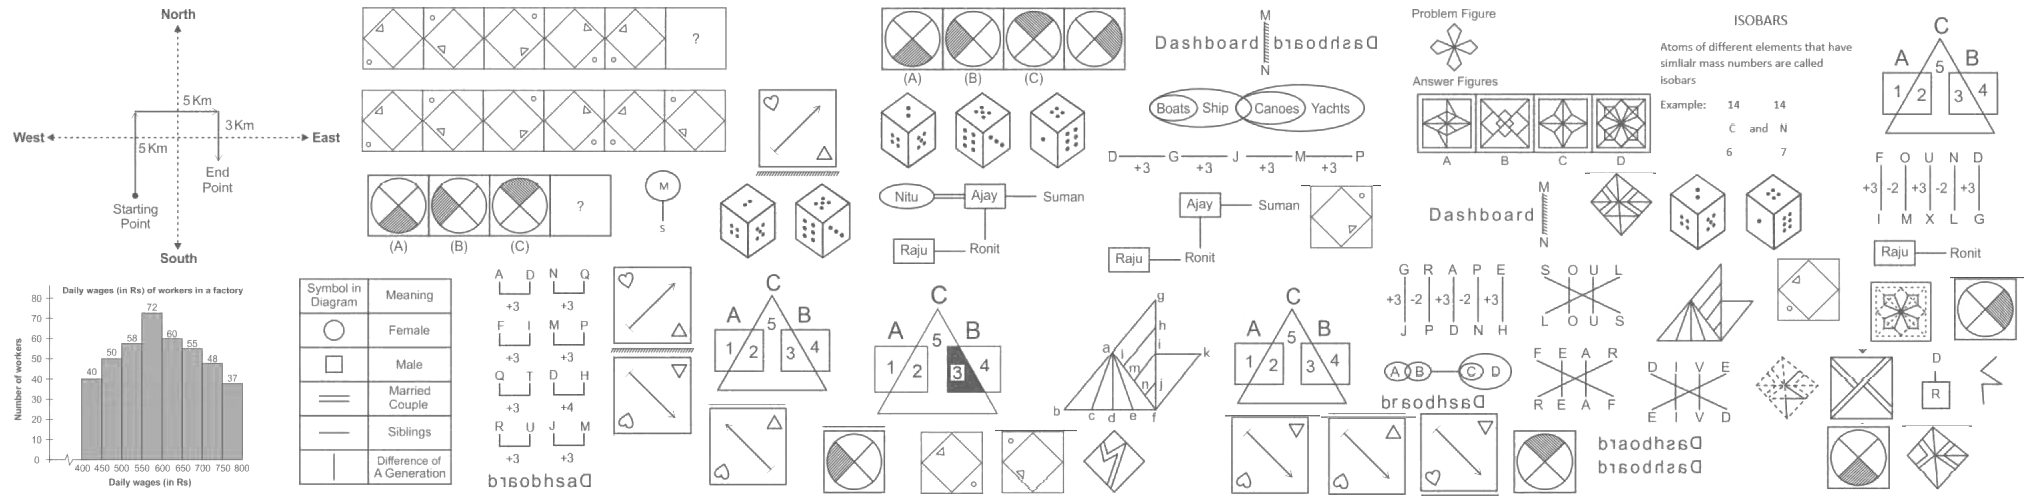 North
5 Km
3 Km
West
East
5 Km
End
Point
Starting
Point
South
?
?
(A) (B) (C)
M
S
(A) (B) (C)
M
Dashboard Dashboard
N
Boats Ship Canoes Yachts
D G J M P
+3 +3 +3 +3
Nitu Ajay Suman
Raju Ronit
Ajay Suman
Raju Ronit
Problem Figure
Answer Figures
A B C D
M
Dashboard
N
ISOBARS
Atoms of different elements that have
simlialr mass numbers are called
isobars
Example: 14 14
C and N
6 7
C
A B
5
1 2 3 4
F O U N D
+3 -2 +3 -2 +3
I M X L G
Raju Ronit
Daily wages (in Rs) of workers in a factory
Number of workers
80
70
60
50
40
30
20
10
0
40 50 58 72 60 55 48 37
400 450 500 550 600 650 700 750 800
Daily wages (in Rs)
Symbol in
Diagram
Meaning
Female
Male
Married
Couple
Siblings
Difference of
A Generation
A D N Q
+3 +3
F I M P
+3 +3
Q T D H
+3 +4
R U J M
+3 +3
Dashboard
C
A B
5
1 2 3 4
C
A B
5
1 2 3 4
g
h
a i i k
m
n j
b c d e f
C
A B
5
1 2 3 4
G R A P E
+3 -2 +3 -2 +3
J P D N H
A B C D
Dashboard
S O U L
L O U S
F E A R
R E A F
D I V E
E I V D
Dashboard
Dashboard
D
R